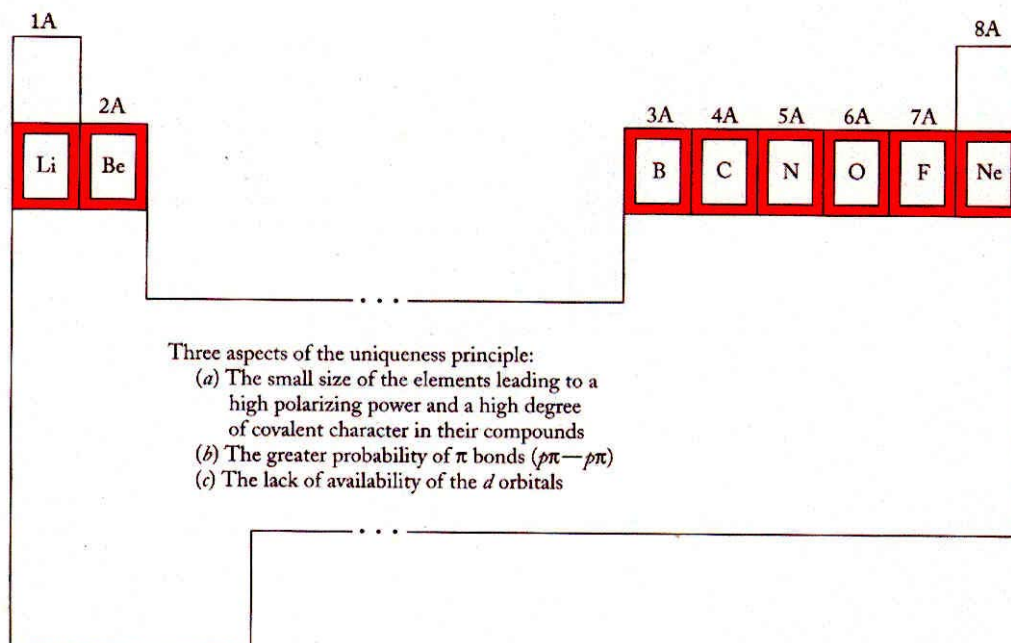 1A
8A
2A
3A 4A 5A 6A 7A
Li Be B C N O F Ne
. . .
Three aspects of the uniqueness principle:
(a) The small size of the elements leading to a
high polarizing power and a high degree
of covalent character in their compounds
(b) The greater probability of π bonds (pπ—pπ)
(c) The lack of availability of the d orbitals
. . .